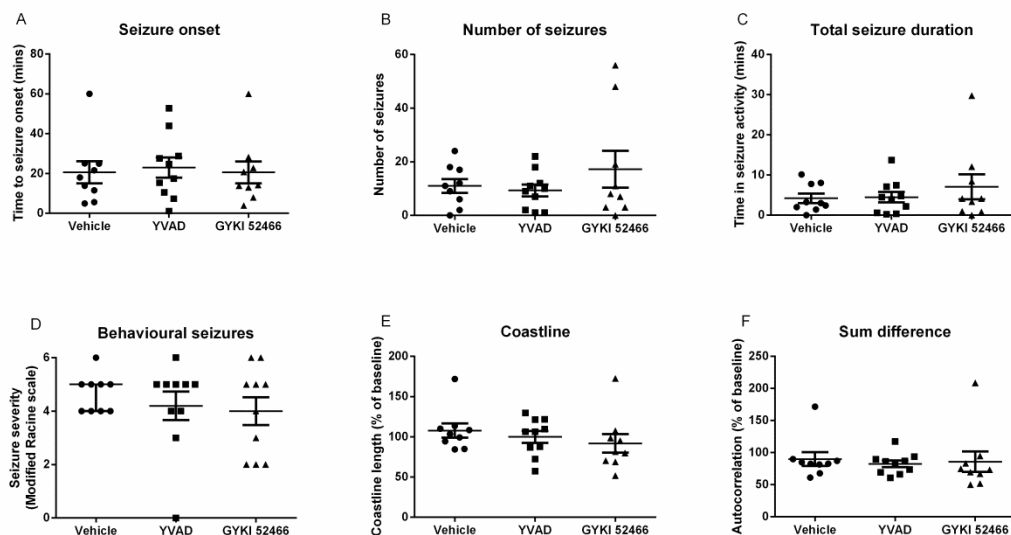 A
Seizure onset
Time to seizure onset (mins)
80
60
40
20
0
Vehicle YVAD GYKI 52466
B
Number of seizures
Number of seizures
60
40
20
0
Vehicle YVAD GYKI 52466
C
Total seizure duration
Time in seizure activity (mins)
40
30
20
10
0
Vehicle YVAD GYKI 52466
D
Behavioural seizures
Seizure severity
(Modified Racine scale)
6
4
2
0
Vehicle YVAD GYKI 52466
E
Coastline
Coastline length (% of baseline)
200
150
100
50
0
Vehicle YVAD GYKI 52466
F
Sum difference
Autocorrelation (% of baseline)
250
200
150
100
50
0
Vehicle YVAD GYKI 52466